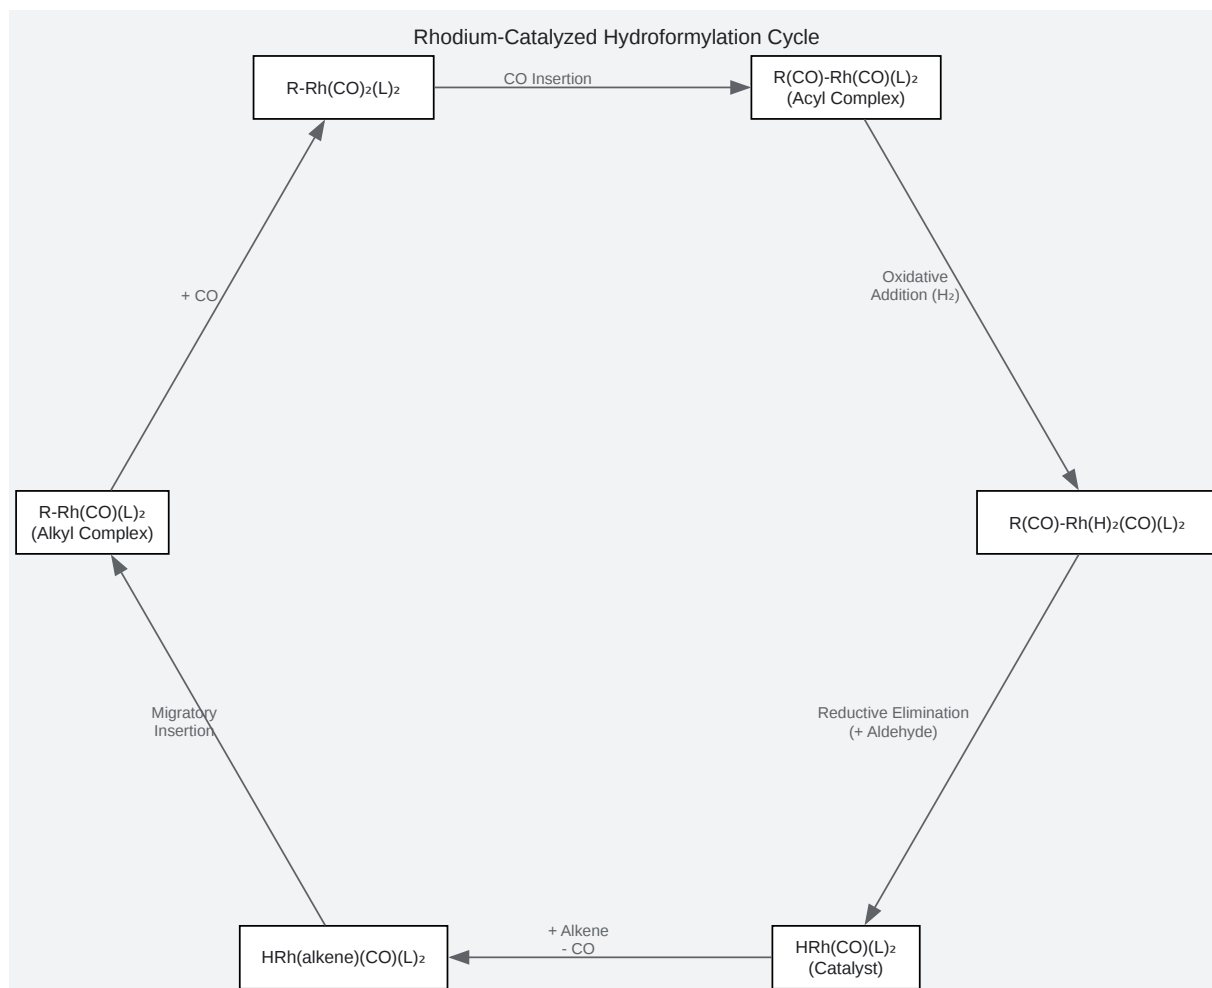 Rhodium-Catalyzed Hydroformylation Cycle
R-Rh(CO)₂(L)₂
CO Insertion
R(CO)-Rh(CO)(L)₂
(Acyl Complex)
Oxidative
Addition (H₂)
+ CO
R-Rh(CO)(L)₂
(Alkyl Complex)
R(CO)-Rh(H)₂(CO)(L)₂
Migratory
Insertion
Reductive Elimination
(+ Aldehyde)
+ Alkene
- CO
HRh(alkene)(CO)(L)₂
HRh(CO)(L)₂
(Catalyst)